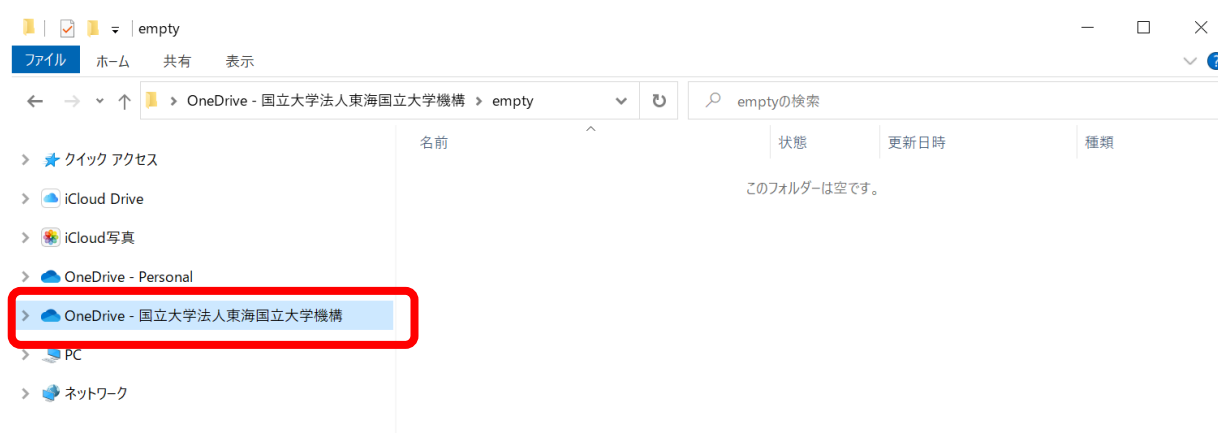 empty
ファイル ホーム 共有 表示
OneDrive - 国立大学法人東海国立大学機構 empty
emptyの検索
名前 状態 更新日時 種類
このフォルダーは空です。
クイック アクセス
iCloud Drive
iCloud写真
OneDrive - Personal
OneDrive - 国立大学法人東海国立大学機構
PC
ネットワーク